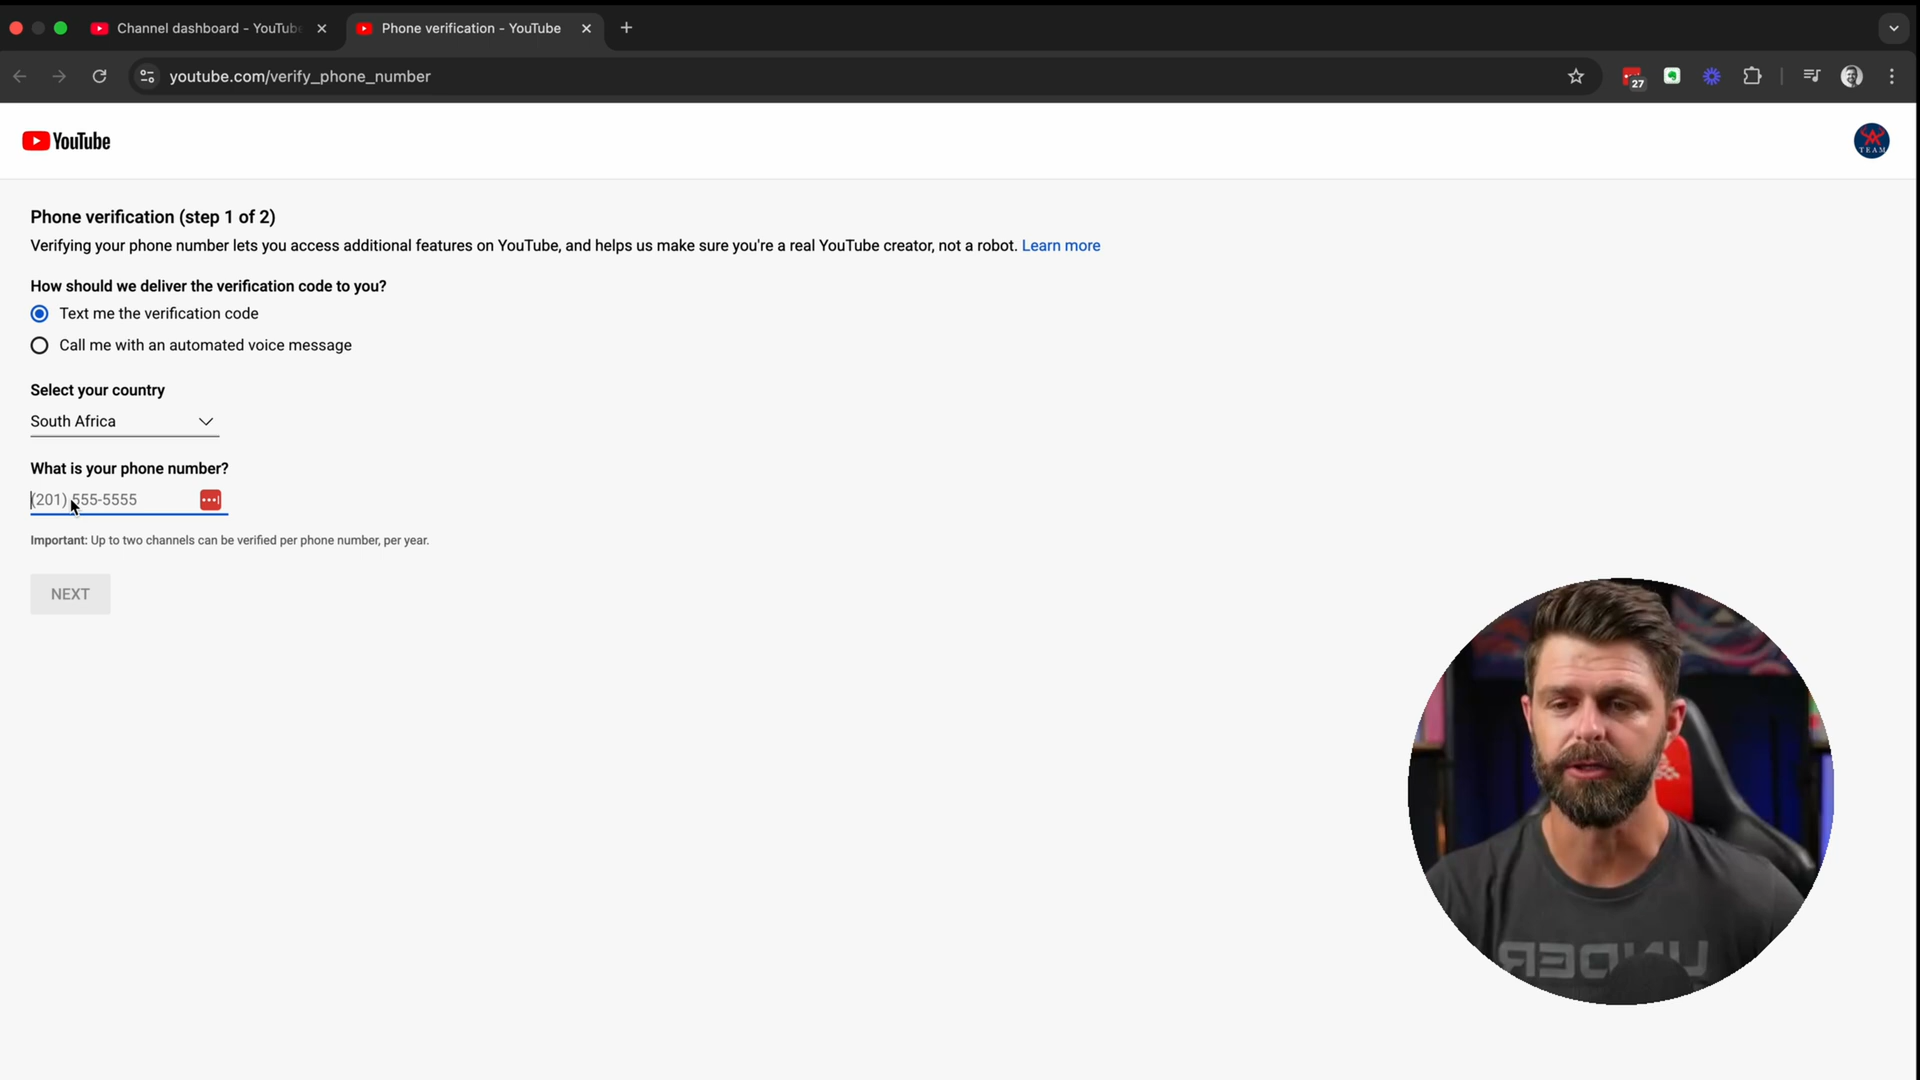 Channel dashboard - YouTub
Phone verification - YouTube
youtube.com/verify_phone_number
27
YouTube
TEAM
Phone verification (step 1 of 2)
Verifying your phone number lets you access additional features on YouTube, and helps us make sure you're a real YouTube creator, not a robot. Learn more
How should we deliver the verification code to you?
Text me the verification code
Call me with an automated voice message
Select your country
South Africa
What is your phone number?
(201) 555-5555
Important: Up to two channels can be verified per phone number, per year.
NEXT
UNDER